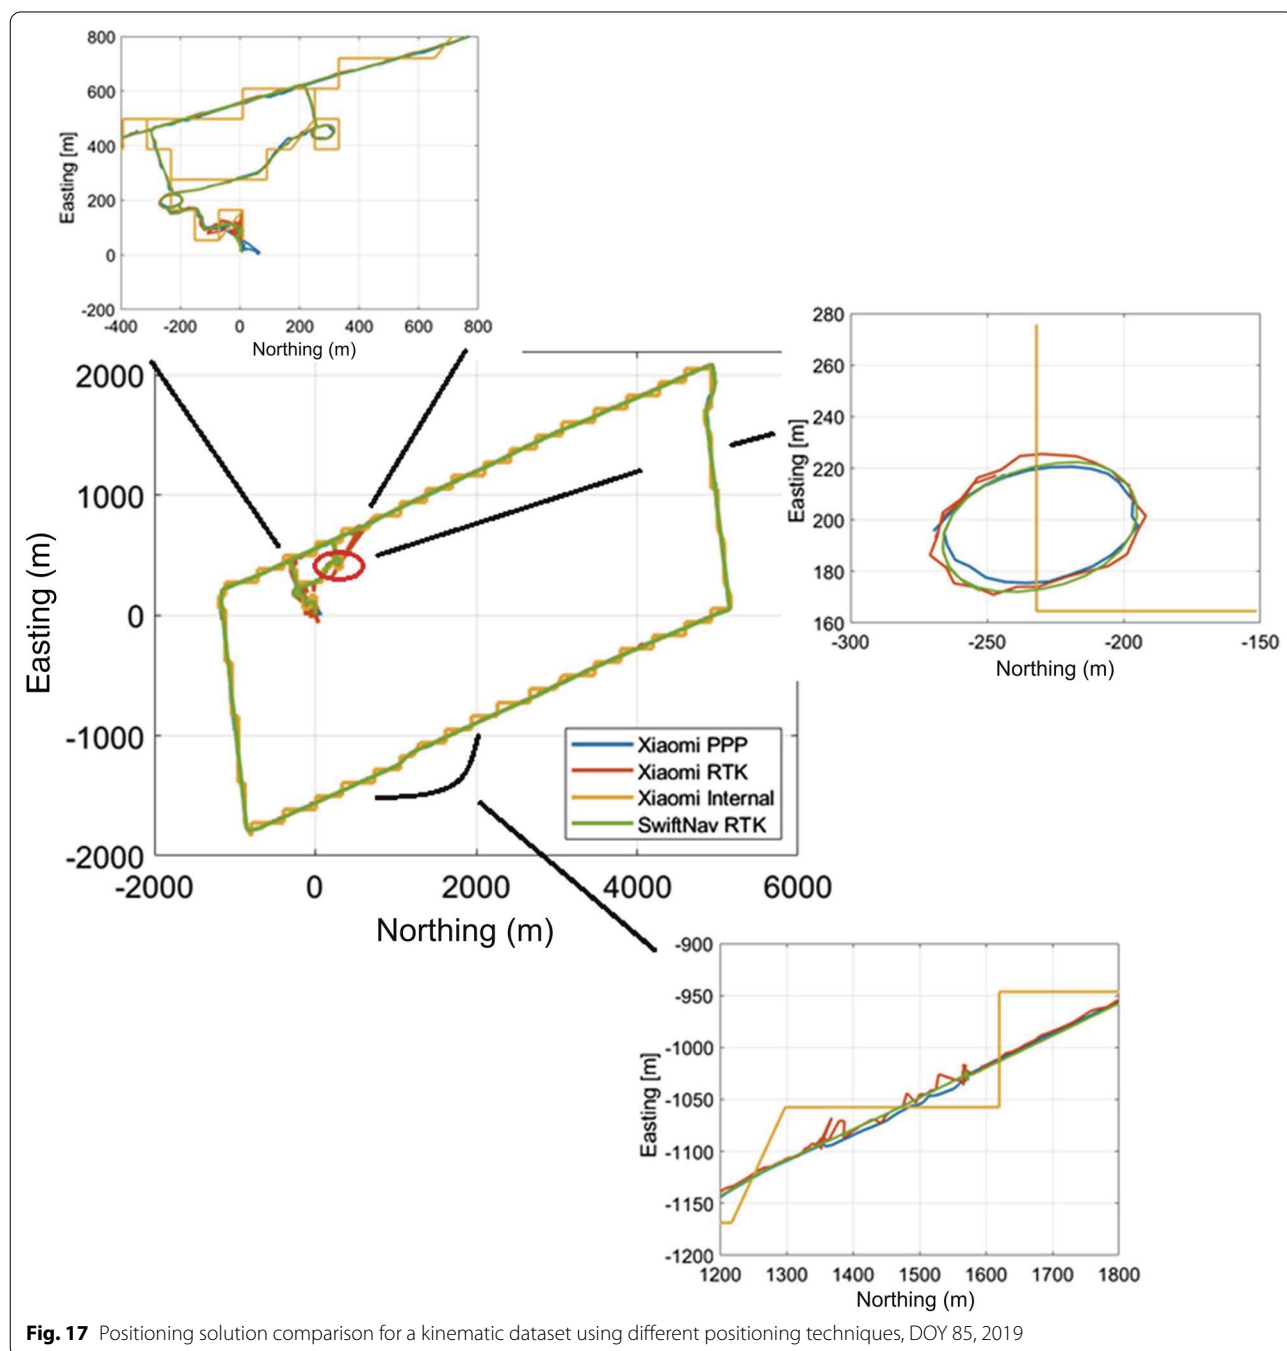 800
600
400
200
0
-200
Easting [m]
-400 -200 0 200 400 600 800
Northing (m)
280
260
240
220
200
180
160
Easting [m]
-300 -250 -200 -150
Northing (m)
2000
1000
0
-1000
-2000
Easting (m)
-2000 0 2000 4000 6000
Northing (m)
Xiaomi PPP
Xiaomi RTK
Xiaomi Internal
SwiftNav RTK
-900
-950
-1000
-1050
-1100
-1150
-1200
Easting [m]
1200 1300 1400 1500 1600 1700 1800
Northing (m)
Fig. 17 Positioning solution comparison for a kinematic dataset using different positioning techniques, DOY 85, 2019